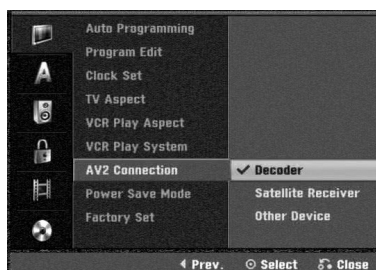 Auto Programming
Program Edit
A
Clock Set
TV Aspect
VCR Play Aspect
VCR Play System
AV2 Connection ✔ Decoder
Power Save Mode Satellite Receiver
Factory Set Other Device
Prev. Select Close